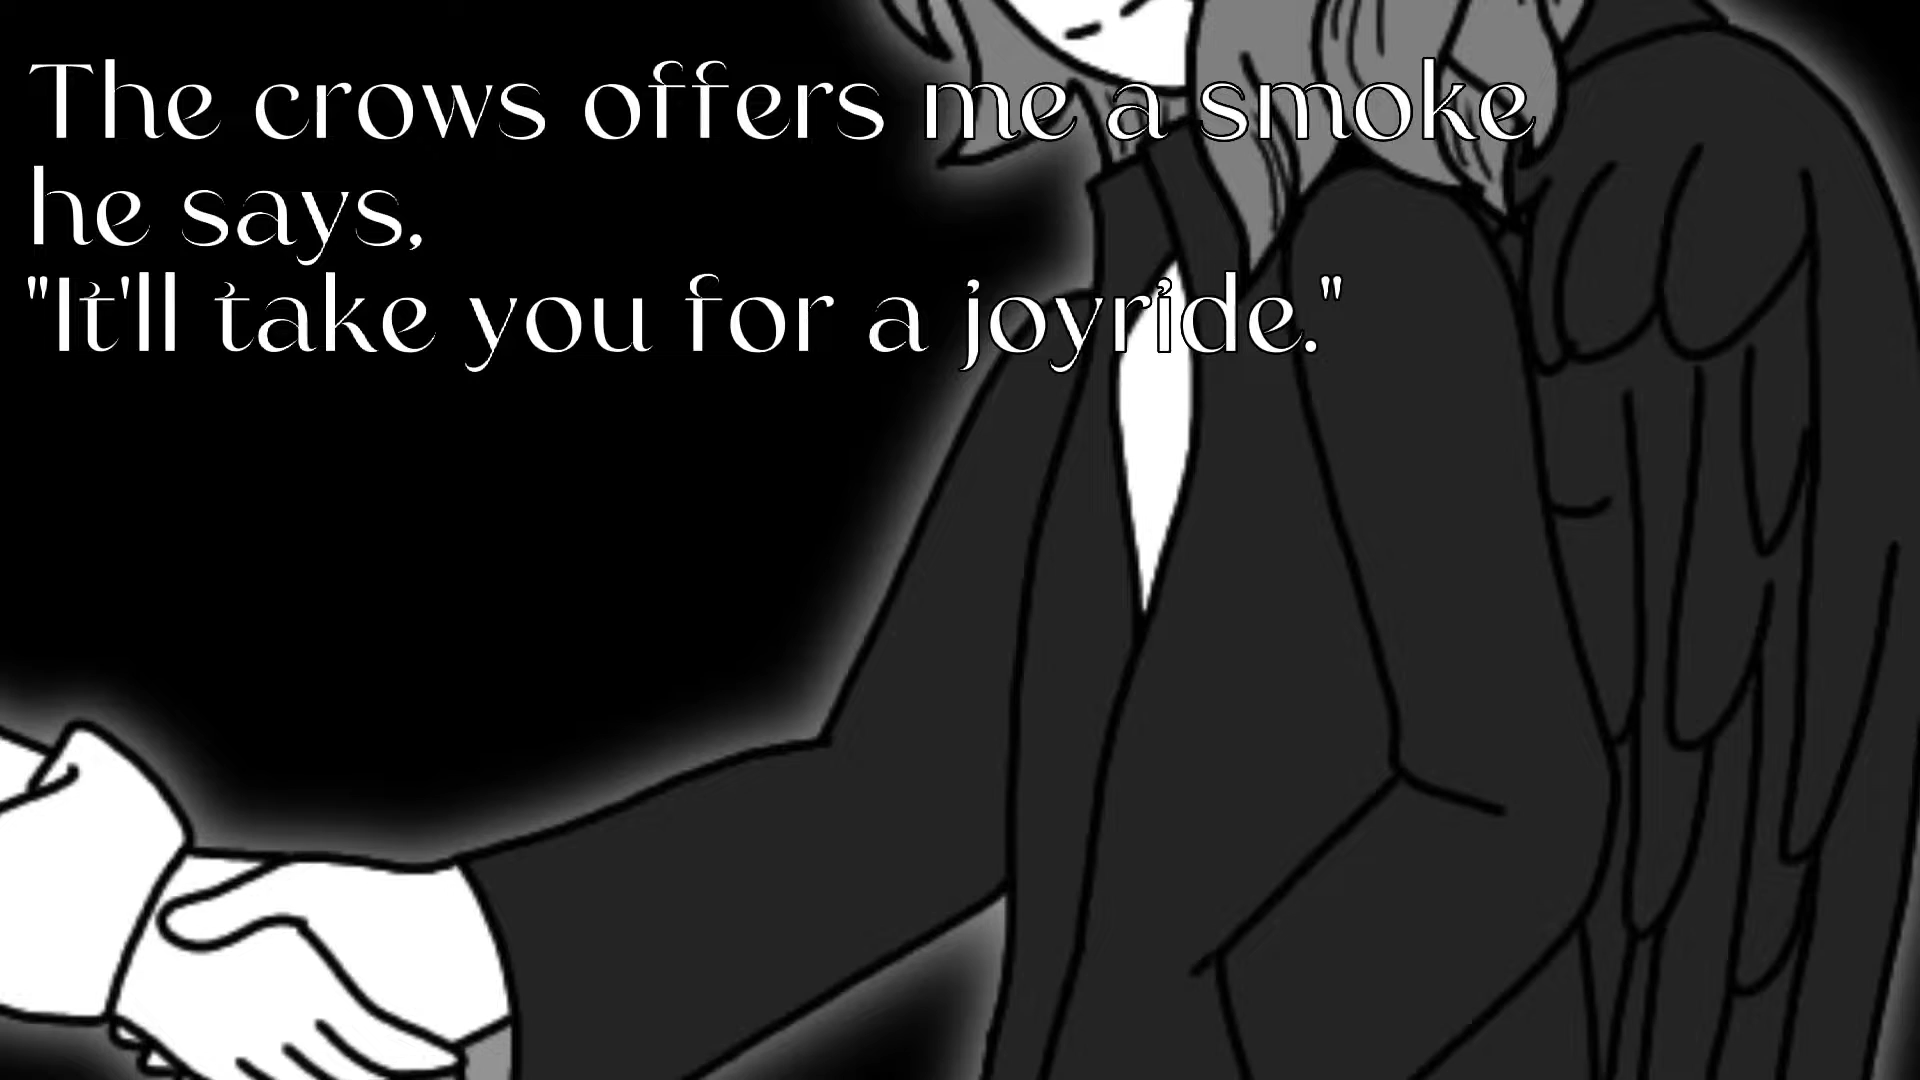 The crows offers me a smoke
he says,
"It'll take you for a joyride."